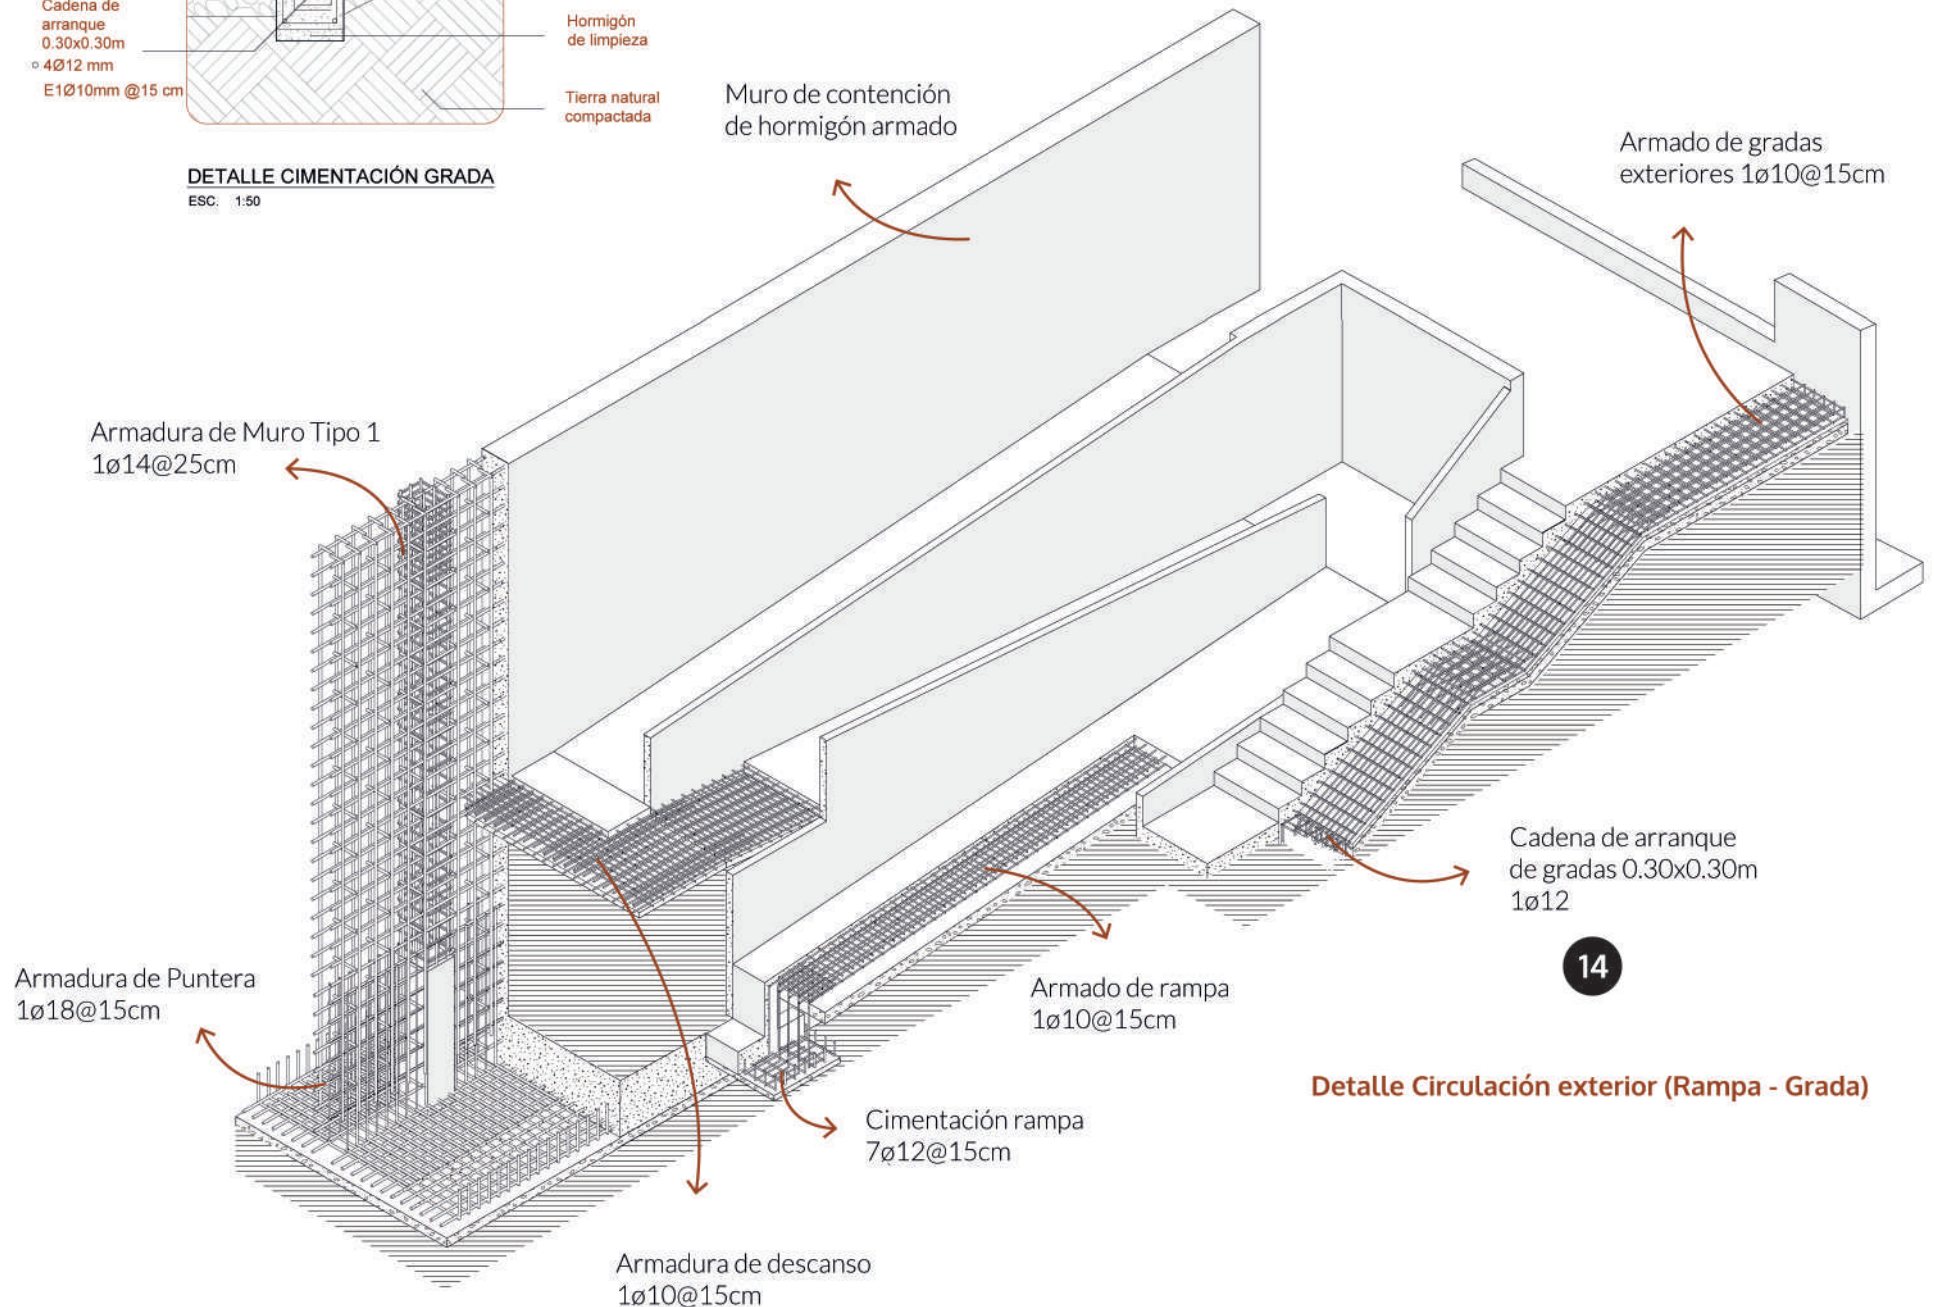 Cadena de
arranque
0.30x0.30m
4Ø12 mm
E1Ø10mm @15 cm
Hormigón
de limpieza
Tierra natural
compactada
DETALLE CIMENTACIÓN GRADA
ESC. 1:50
Muro de contención
de hormigón armado
Armado de gradas
exteriores 1ø10@15cm
Armadura de Muro Tipo 1
1ø14@25cm
Cadena de arranque
de gradas 0.30x0.30m
1ø12
14
Armadura de Puntera
1ø18@15cm
Armado de rampa
1ø10@15cm
Detalle Circulación exterior (Rampa - Grada)
Cimentación rampa
7ø12@15cm
Armadura de descanso
1ø10@15cm